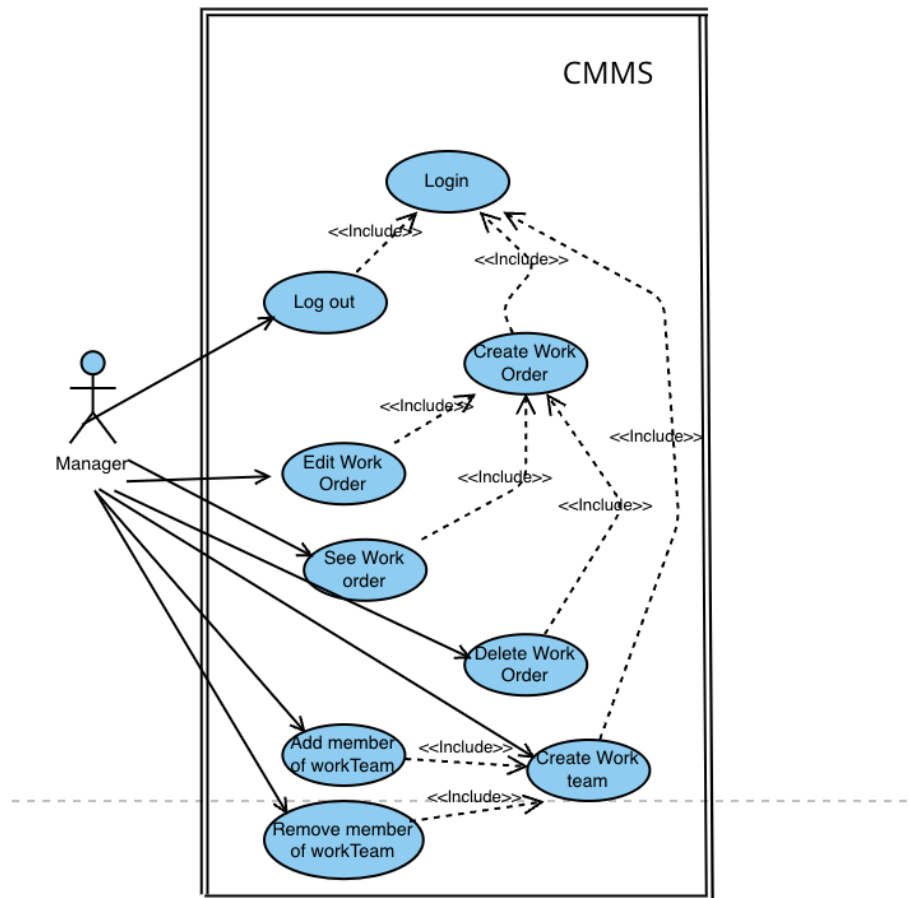 CMMS
Login
<<Include>>
<<Include>>
Log out
Create Work
Order
<<Include>>
Manager
<<Include>>
Edit Work
Order
<<Include>>
<<Include>>
See Work
order
Delete Work
Order
Add member
of workTeam
<<Include>>
Create Work
team
<<Include>>
Remove member
of workTeam